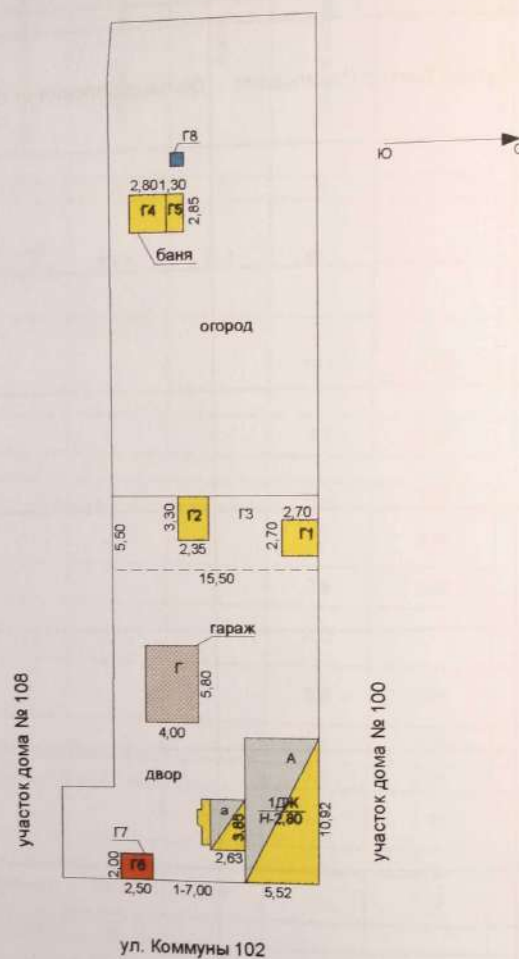 Г8
Ю
С
2,80
1,30
Г4
Г5
2,85
баня
огород
Г2
Г3
2,70
3,30
5,50
2,70
Г1
2,35
15,50
гараж
Г
5,80
4,00
участок дома № 108
участок дома № 100
двор
А
а
1ДЖ
Н-2,80
3,85
10,92
Г7
2,00
Г6
2,63
2,50
1-7,00
5,52
ул. Коммуны 102